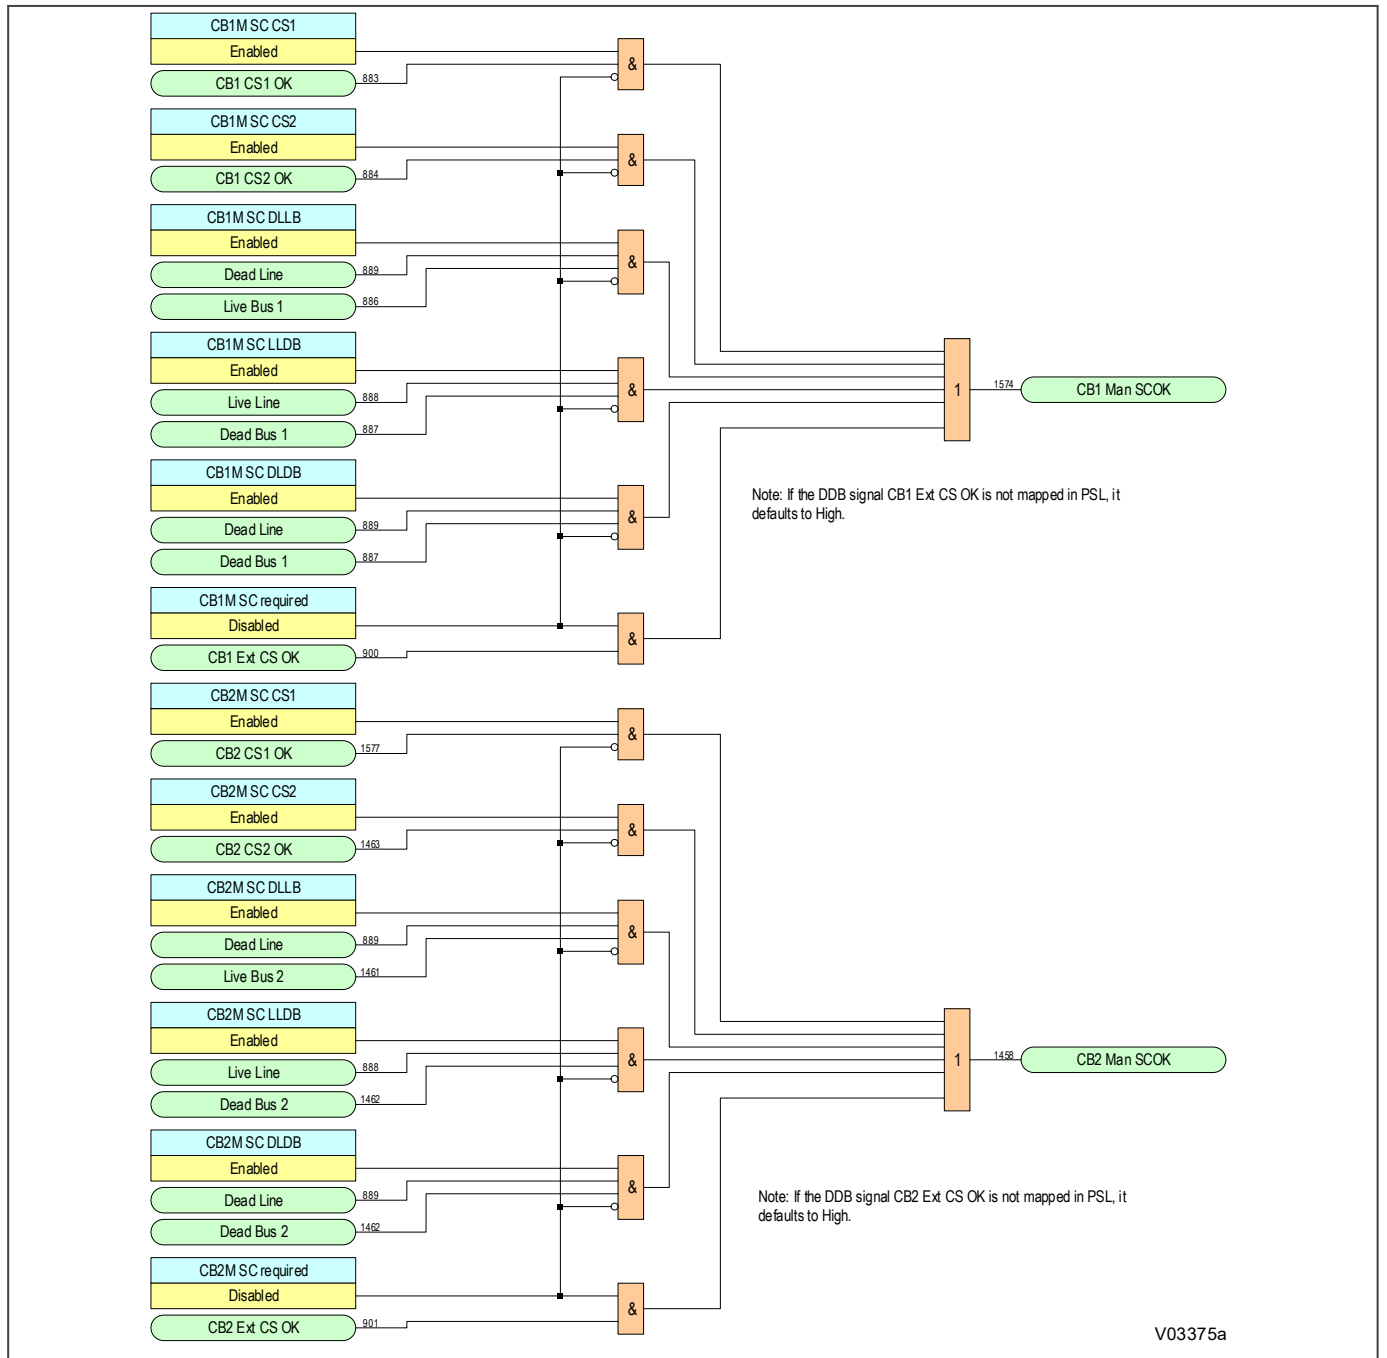 CB1M SC CS1
Enabled
&
CB1 CS1 OK
883
CB1M SC CS2
Enabled
&
CB1 CS2 OK
884
CB1M SC DLLB
Enabled
&
Dead Line
889
Live Bus 1
886
CB1M SC LLDB
Enabled
&
Live Line
888
Dead Bus 1
887
1
1574
CB1 Man SCOK
CB1M SC DLDB
Enabled
&
Dead Line
889
Dead Bus 1
887
Note: If the DDB signal CB1 Ext CS OK is not mapped in PSL, it
defaults to High.
CB1M SC required
Disabled
&
CB1 Ext CS OK
900
CB2M SC CS1
Enabled
&
CB2 CS1 OK
1577
CB2M SC CS2
Enabled
&
CB2 CS2 OK
1463
CB2M SC DLLB
Enabled
&
Dead Line
889
Live Bus 2
1461
CB2M SC LLDB
Enabled
&
Live Line
888
Dead Bus 2
1462
1
1458
CB2 Man SCOK
CB2M SC DLDB
Enabled
&
Dead Line
889
Dead Bus 2
1462
Note: If the DDB signal CB2 Ext CS OK is not mapped in PSL, it
defaults to High.
CB2M SC required
Disabled
&
CB2 Ext CS OK
901
V03375a